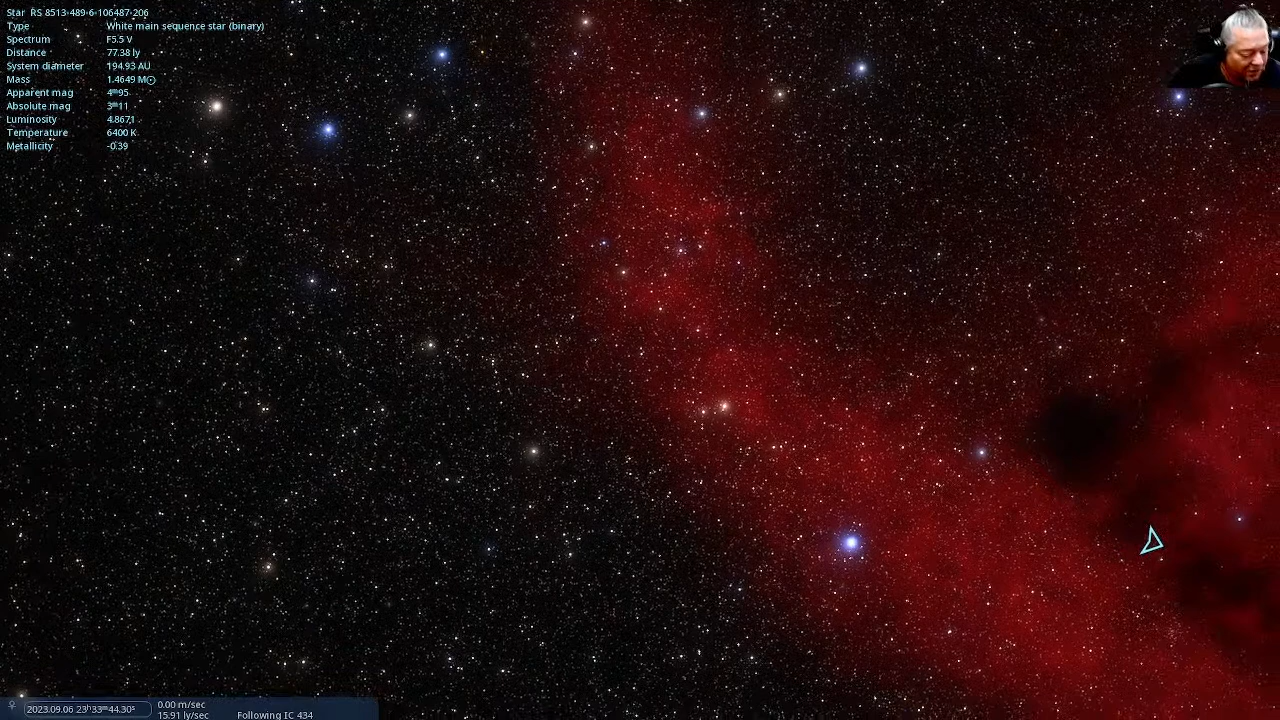 Star RS 8513-489-6-106487-206
Type White main sequence star (binary)
Spectrum F5.5 V
Distance 77.38 ly
System diameter 194.93 AU
Mass 1.4649 M☉
Apparent mag 4ᵐ95
Absolute mag 3ᵐ11
Luminosity 4.8671
Temperature 6400 K
Metallicity -0.39
2023.09.06 23ʰ33ᵐ44.30ˢ
0.00 m/sec
15.91 ly/sec Following IC 434